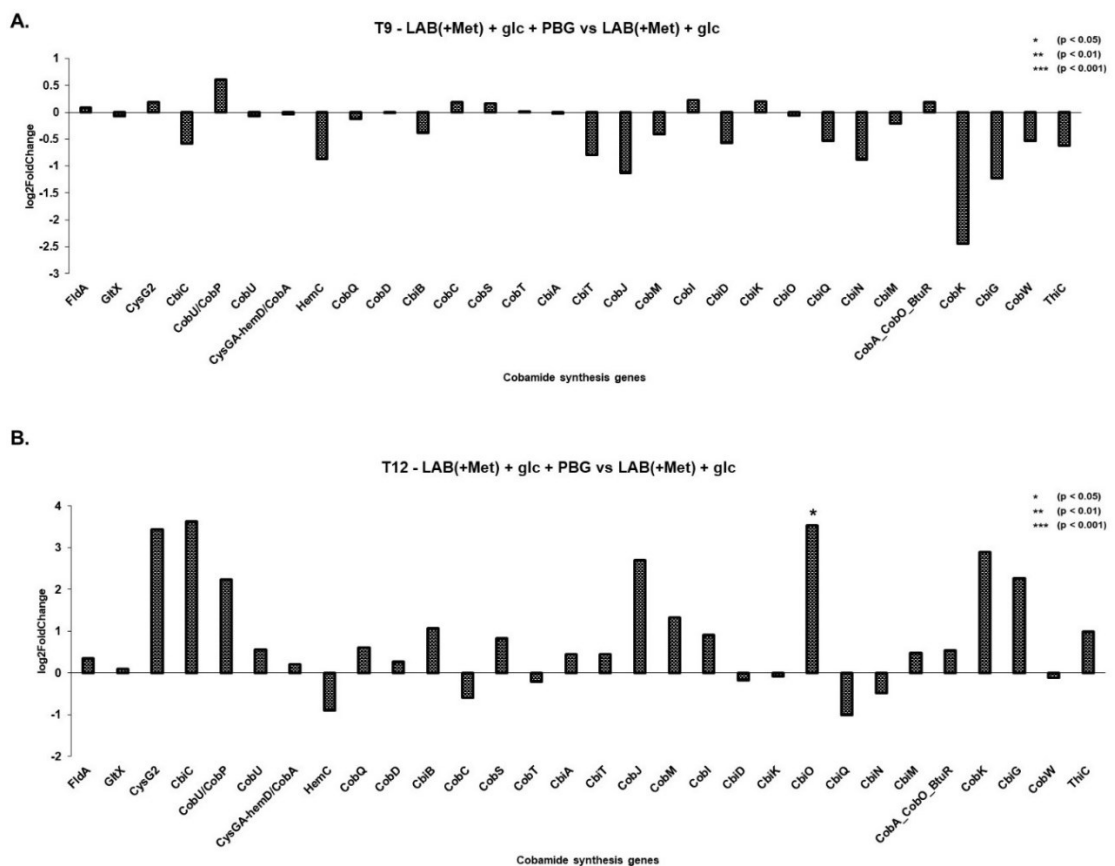 A.
T9 - LAB(+Met) + glc + PBG vs LAB(+Met) + glc
* (p < 0.05)
** (p < 0.01)
*** (p < 0.001)
1
0.5
0
-0.5
-1
-1.5
-2
-2.5
-3
log2FoldChange
FldA
GltX
CysG2
CbiC
CobU/CobP
CobU
CysGA-hemD/CobA
HemC
CobQ
CobD
CbiB
CobC
CobS
CobT
CbiA
CbiT
CobJ
CobM
CobI
CbiD
CbiK
CbiO
CbiQ
CbiN
CbiM
CobA_CobO_BtuR
CobK
CbiG
CobW
ThiC
Cobamide synthesis genes
B.
T12 - LAB(+Met) + glc + PBG vs LAB(+Met) + glc
* (p < 0.05)
** (p < 0.01)
*** (p < 0.001)
4
3
2
1
0
-1
-2
log2FoldChange
*
FldA
GltX
CysG2
CbiC
CobU/CobP
CobU
CysGA-hemD/CobA
HemC
CobQ
CobD
CbiB
CobC
CobS
CobT
CbiA
CbiT
CobJ
CobM
CobI
CbiD
CbiK
CbiO
CbiQ
CbiN
CbiM
CobA_CobO_BtuR
CobK
CbiG
CobW
ThiC
Cobamide synthesis genes